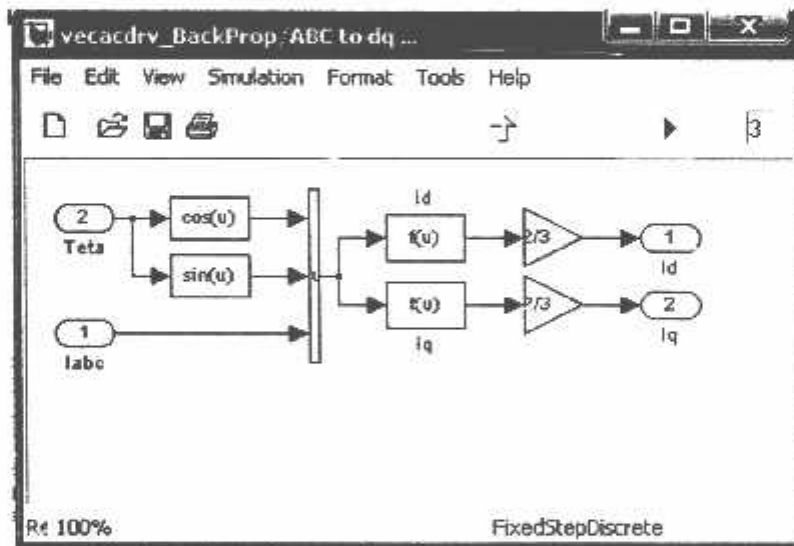 vecacdrv_BackProp/ABC to dq ...
File Edit View Simulation Format Tools Help
3
Id
2 cos(u) f(u) 2/3 1
Teta Id
sin(u)
f(u) 2/3 2
1 iq Iq
Iabc
100% FixedStepDiscrete